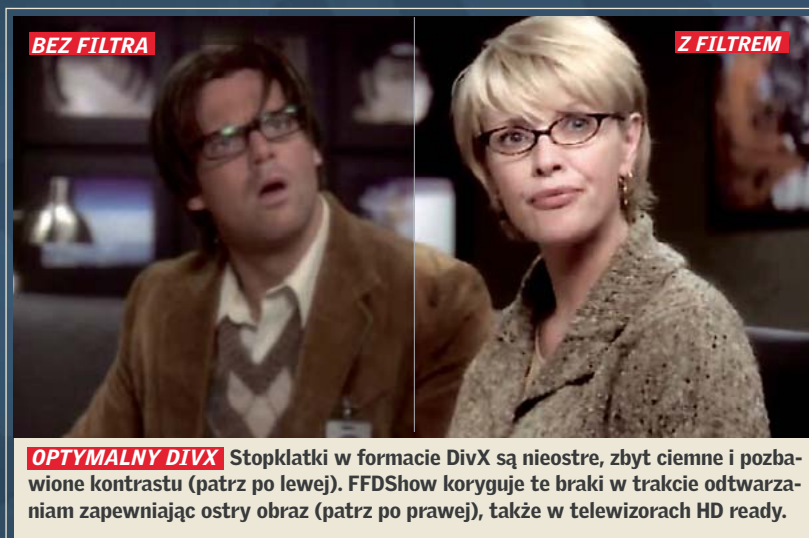 BEZ FILTRA
Z FILTREM
OPTYMALNY DIVX Stopklatki w formacie DivX są nieostre, zbyt ciemne i pozba-
wione kontrastu (patrz po lewej). FFDShow koryguje te braki w trakcie odtwarza-
niam zapewniając ostry obraz (patrz po prawej), także w telewizorach HD ready.